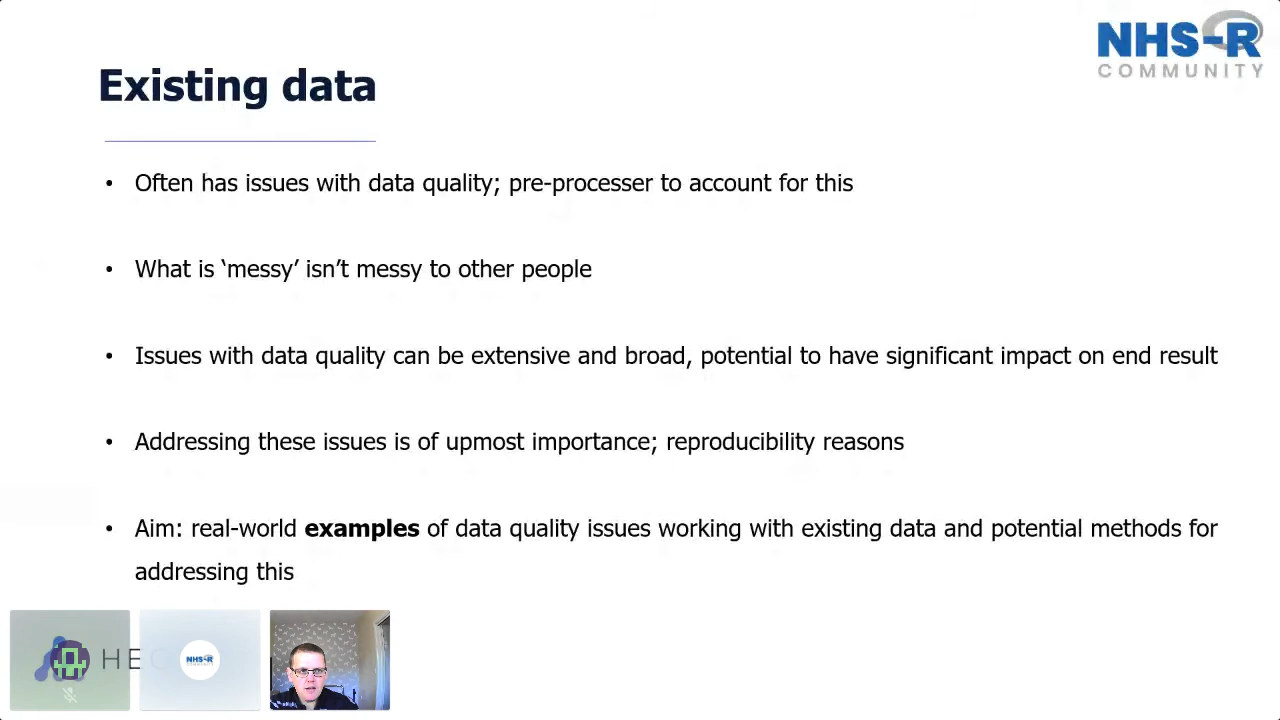 NHS-R
COMMUNITY
Existing data
• Often has issues with data quality; pre-processer to account for this
• What is ‘messy’ isn’t messy to other people
• Issues with data quality can be extensive and broad, potential to have significant impact on end result
• Addressing these issues is of upmost importance; reproducibility reasons
• Aim: real-world examples of data quality issues working with existing data and potential methods for
addressing this
NHS-R
COMMUNITY